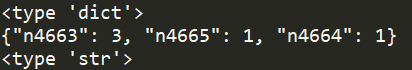 <type 'dict'>
{"n4663": 3, "n4665": 1, "n4664": 1}
<type 'str'>